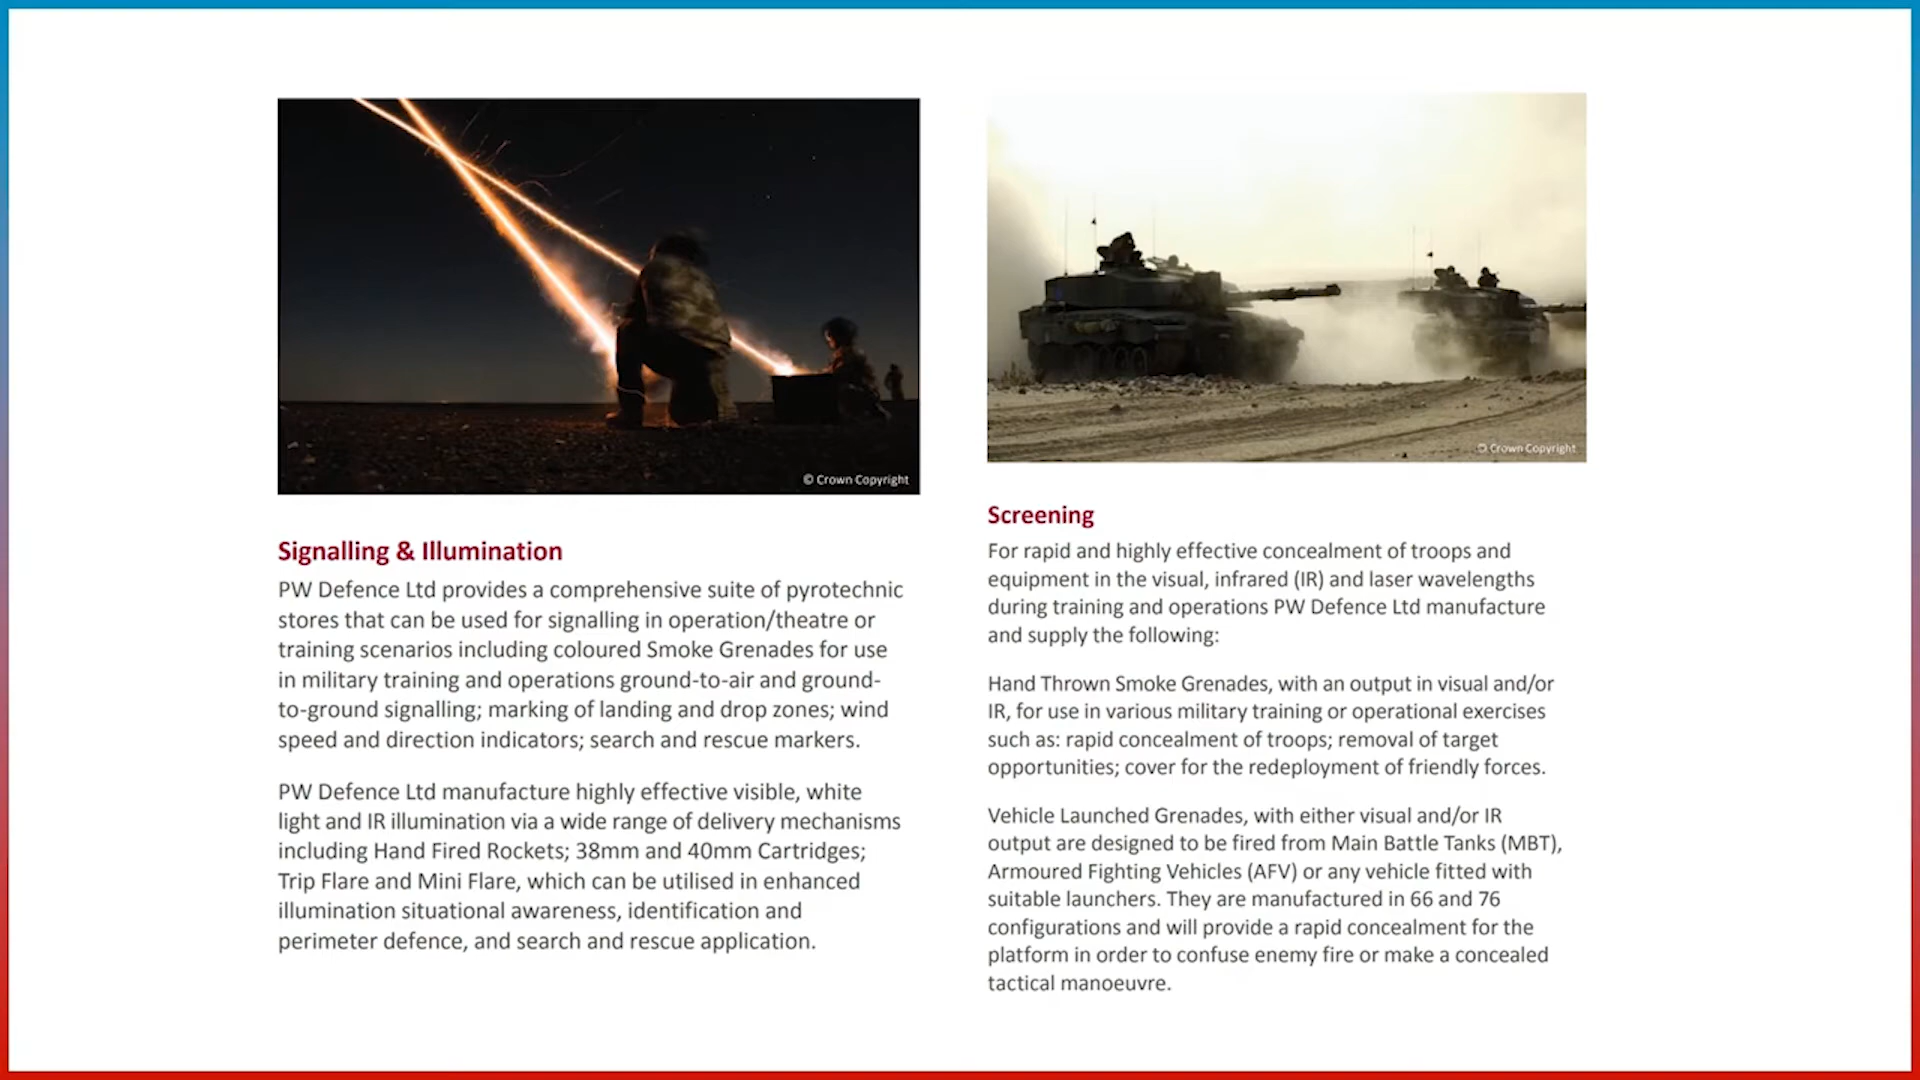 © Crown Copyright
Signalling & Illumination
PW Defence Ltd provides a comprehensive suite of pyrotechnic
stores that can be used for signalling in operation/theatre or
training scenarios including coloured Smoke Grenades for use
in military training and operations ground-to-air and ground-
to-ground signalling; marking of landing and drop zones; wind
speed and direction indicators; search and rescue markers.
PW Defence Ltd manufacture highly effective visible, white
light and IR illumination via a wide range of delivery mechanisms
including Hand Fired Rockets; 38mm and 40mm Cartridges;
Trip Flare and Mini Flare, which can be utilised in enhanced
illumination situational awareness, identification and
perimeter defence, and search and rescue application.
© Crown Copyright
Screening
For rapid and highly effective concealment of troops and
equipment in the visual, infrared (IR) and laser wavelengths
during training and operations PW Defence Ltd manufacture
and supply the following:
Hand Thrown Smoke Grenades, with an output in visual and/or
IR, for use in various military training or operational exercises
such as: rapid concealment of troops; removal of target
opportunities; cover for the redeployment of friendly forces.
Vehicle Launched Grenades, with either visual and/or IR
output are designed to be fired from Main Battle Tanks (MBT),
Armoured Fighting Vehicles (AFV) or any vehicle fitted with
suitable launchers. They are manufactured in 66 and 76
configurations and will provide a rapid concealment for the
platform in order to confuse enemy fire or make a concealed
tactical manoeuvre.